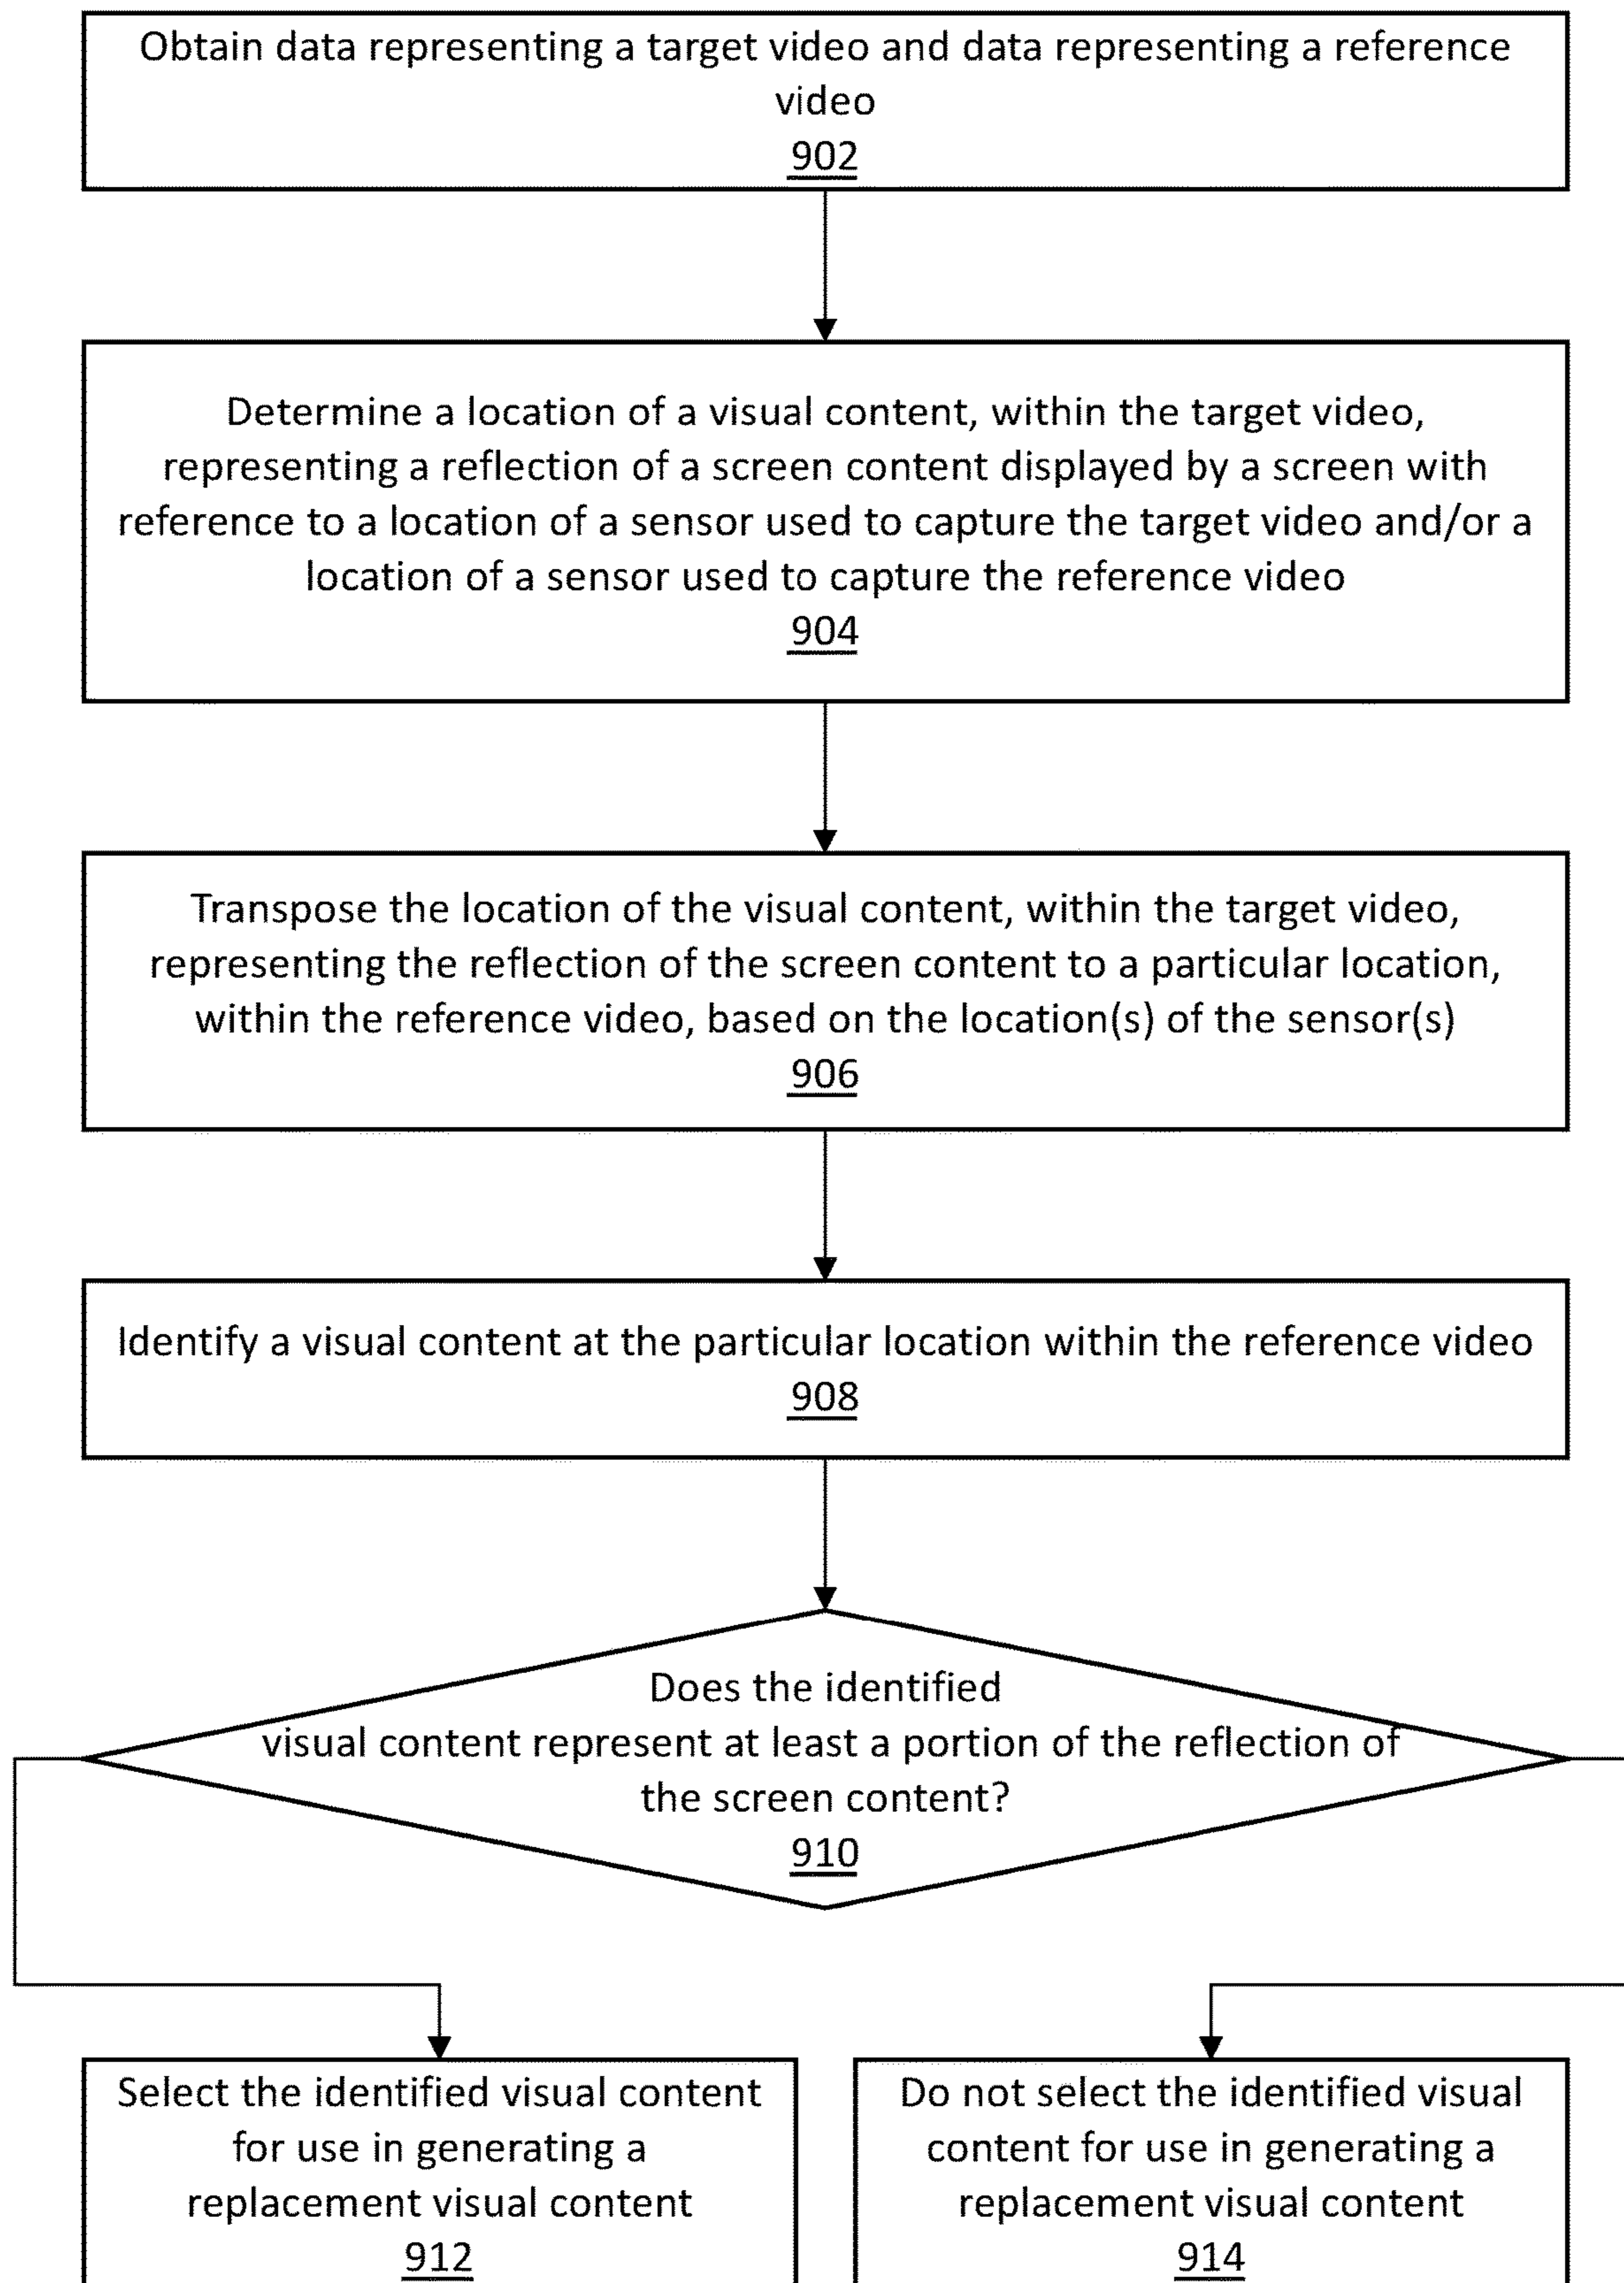 Obtain data representing a target video and data representing a reference
video
902
Determine a location of a visual content, within the target video,
representing a reflection of a screen content displayed by a screen with
reference to a location of a sensor used to capture the target video and/or a
location of a sensor used to capture the reference video
904
Transpose the location of the visual content, within the target video,
representing the reflection of the screen content to a particular location,
within the reference video, based on the location(s) of the sensor(s)
906
Identify a visual content at the particular location within the reference video
908
Does the identified
visual content represent at least a portion of the reflection of
the screen content?
910
Select the identified visual content
for use in generating a
replacement visual content
912
Do not select the identified visual
content for use in generating a
replacement visual content
914